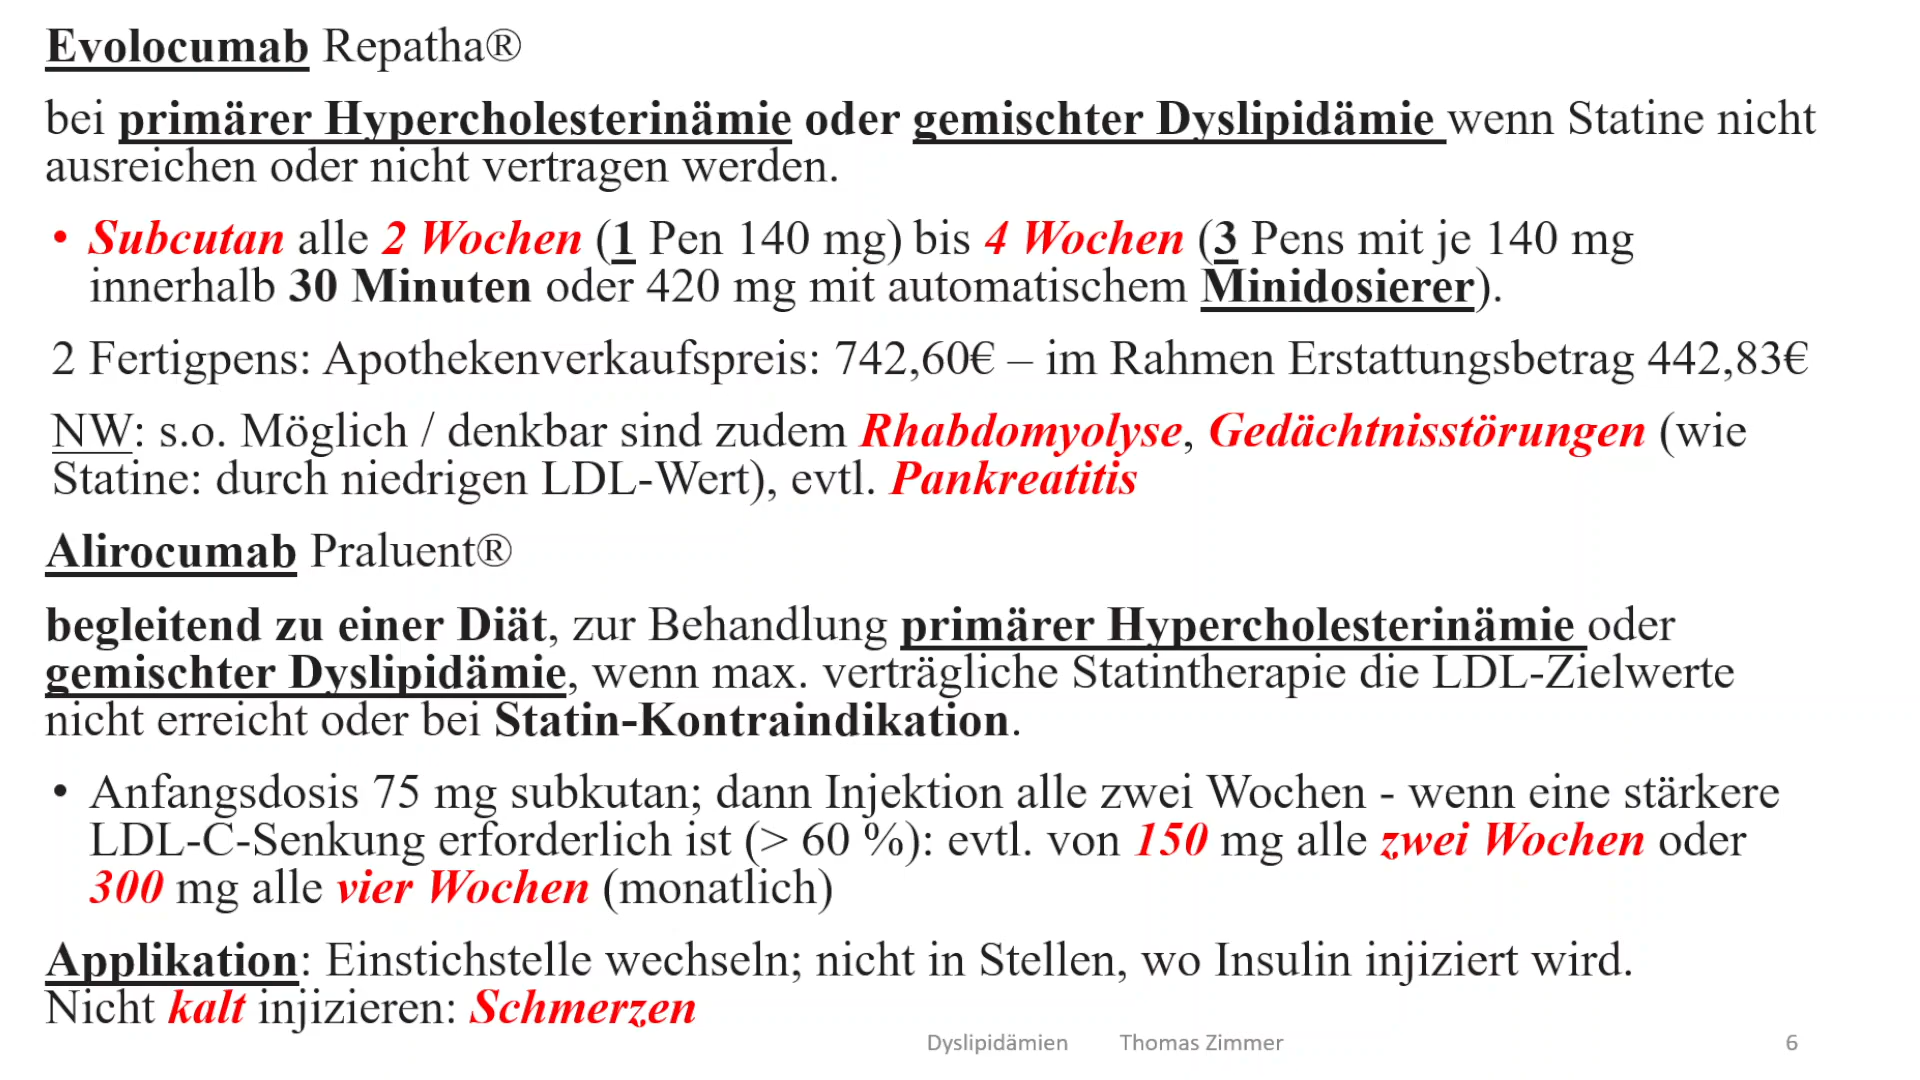 Evolocumab Repatha®
bei primärer Hypercholesterinämie oder gemischter Dyslipidämie wenn Statine nicht
ausreichen oder nicht vertragen werden.
• Subcutan alle 2 Wochen (1 Pen 140 mg) bis 4 Wochen (3 Pens mit je 140 mg
innerhalb 30 Minuten oder 420 mg mit automatischem Minidosierer).
2 Fertigpens: Apothekenverkaufspreis: 742,60€ – im Rahmen Erstattungsbetrag 442,83€
NW: s.o. Möglich / denkbar sind zudem Rhabdomyolyse, Gedächtnisstörungen (wie
Statine: durch niedrigen LDL-Wert), evtl. Pankreatitis
Alirocumab Praluent®
begleitend zu einer Diät, zur Behandlung primärer Hypercholesterinämie oder
gemischter Dyslipidämie, wenn max. verträgliche Statintherapie die LDL-Zielwerte
nicht erreicht oder bei Statin-Kontraindikation.
• Anfangsdosis 75 mg subkutan; dann Injektion alle zwei Wochen - wenn eine stärkere
LDL-C-Senkung erforderlich ist (> 60 %): evtl. von 150 mg alle zwei Wochen oder
300 mg alle vier Wochen (monatlich)
Applikation: Einstichstelle wechseln; nicht in Stellen, wo Insulin injiziert wird.
Nicht kalt injizieren: Schmerzen
Dyslipidämien Thomas Zimmer 6